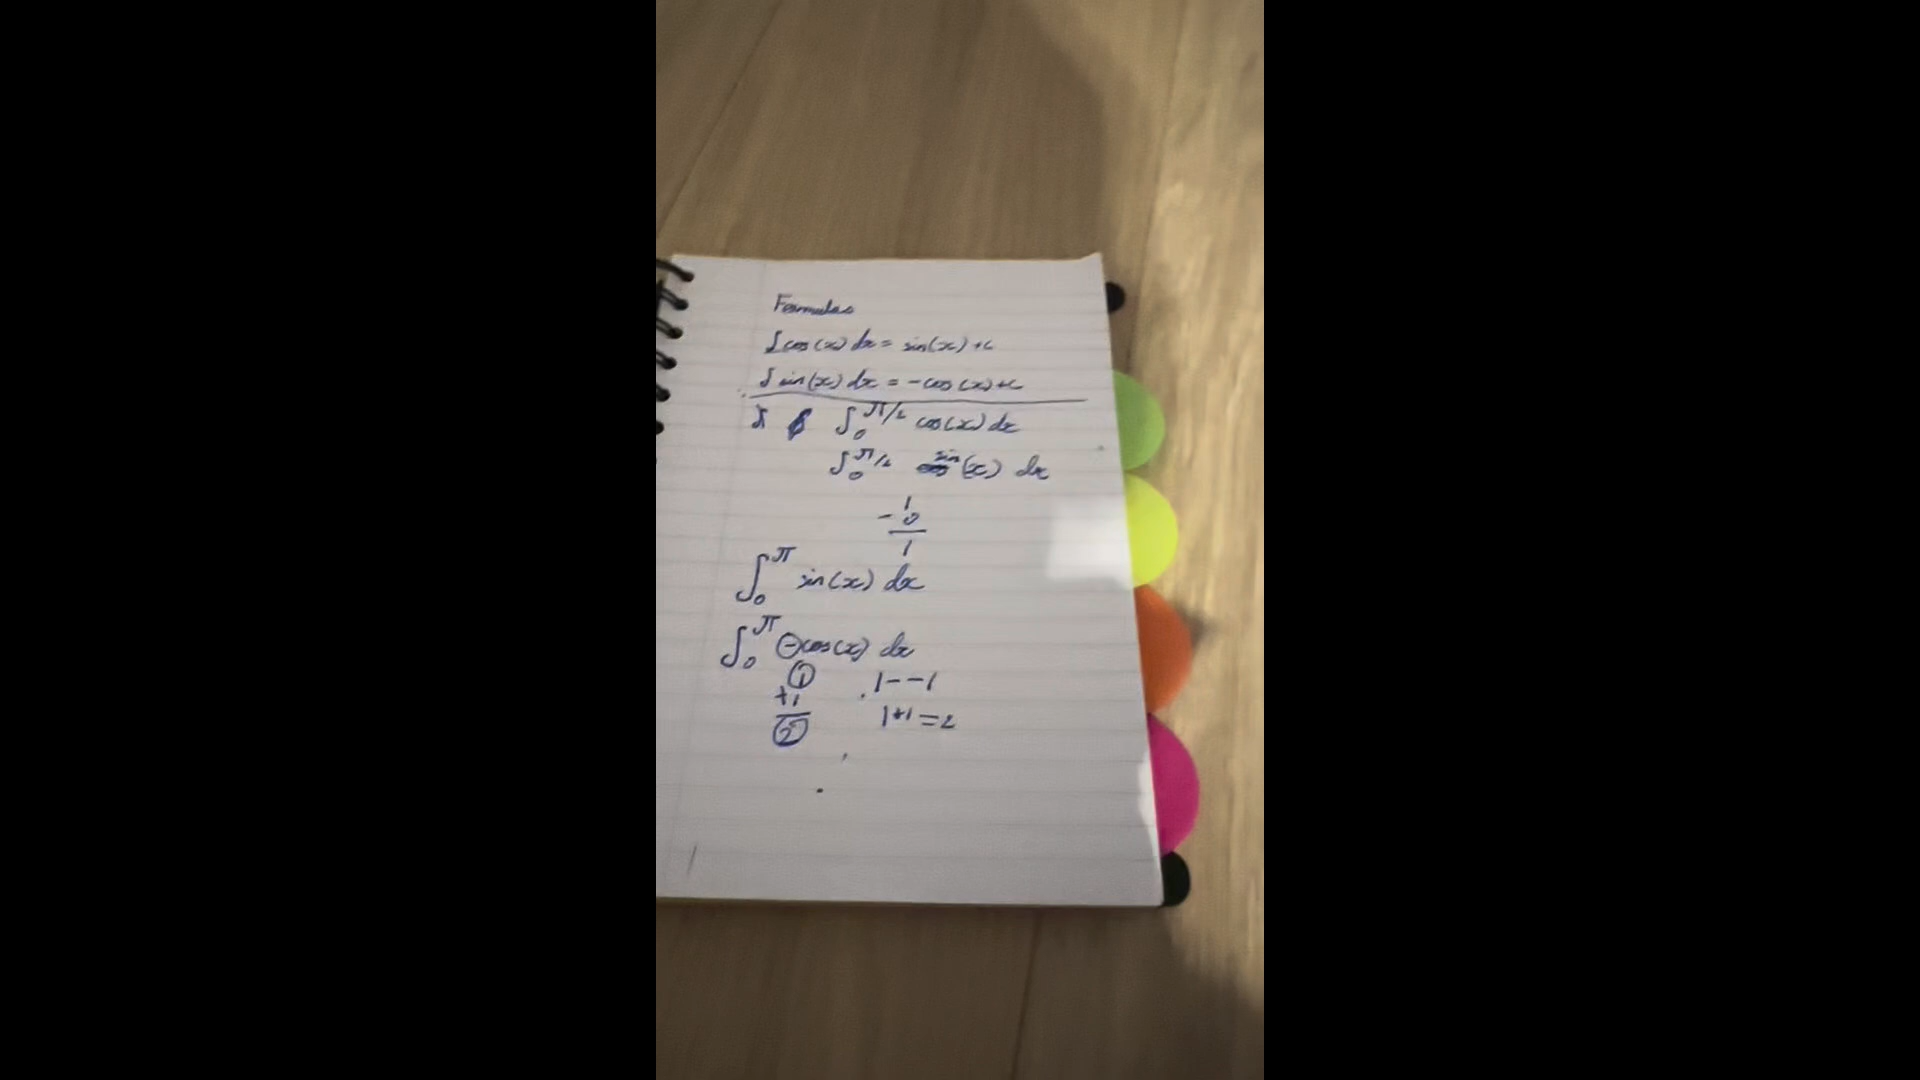 Formulas
∫cos(x) dx = sin(x) + c
∫sin(x) dx = -cos(x) + c
∫₀^π/2 cos(x) dx
∫₀^π/2 sin(x) dx
1
- 0
1
∫₀^π sin(x) dx
∫₀^π -cos(x) dx
1 1--1
+1
2 1+1=2